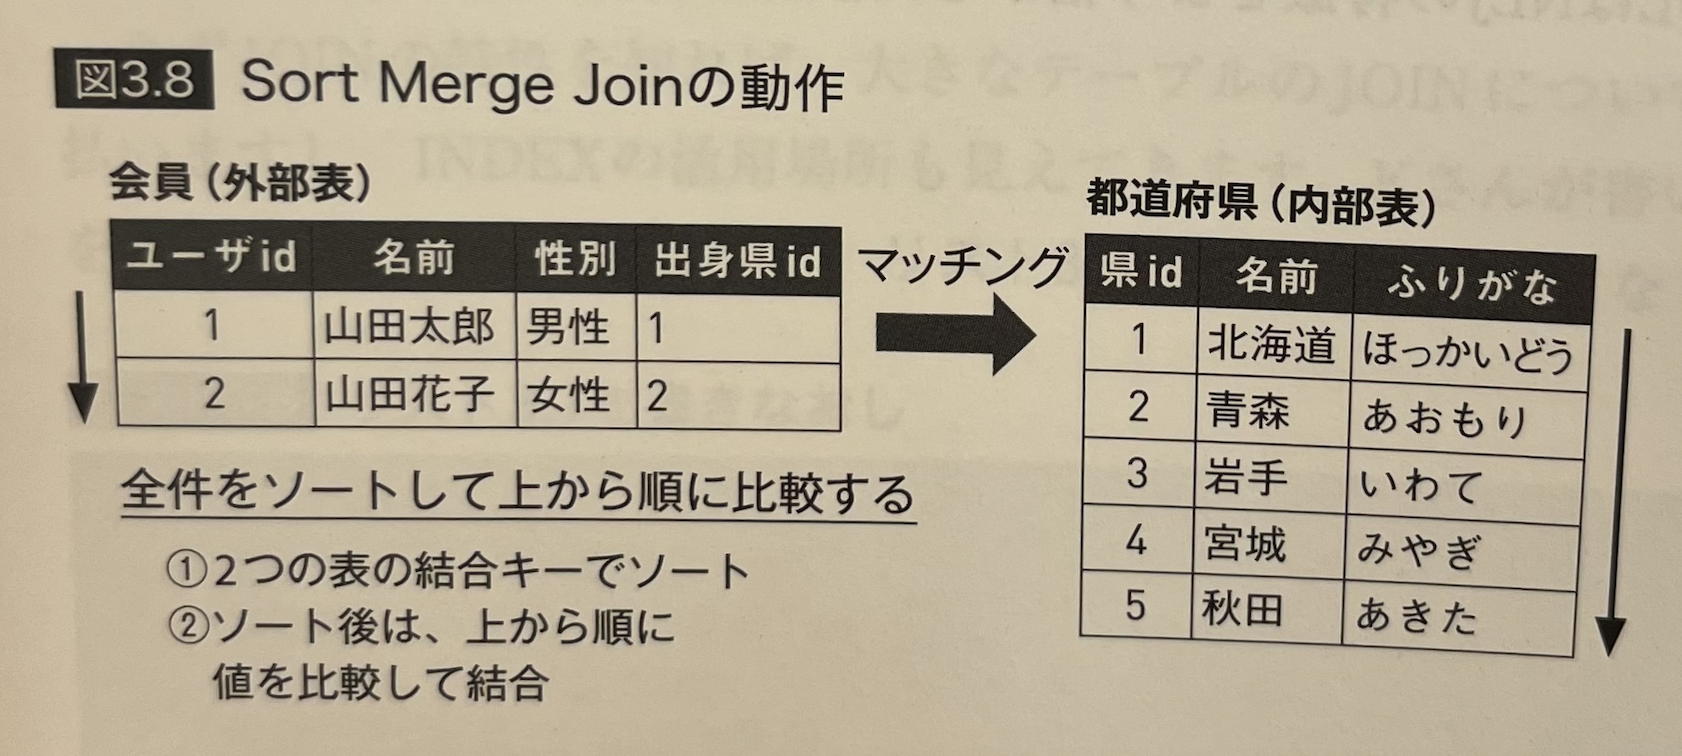 図3.8 Sort Merge Joinの動作
会員（外部表）
ユーザid 名前 性別 出身県id
1 山田太郎 男性 1
2 山田花子 女性 2
マッチング
都道府県（内部表）
県id 名前 ふりがな
1 北海道 ほっかいどう
2 青森 あおもり
3 岩手 いわて
4 宮城 みやぎ
5 秋田 あきた
全件をソートして上から順に比較する
①2つの表の結合キーでソート
②ソート後は、上から順に
値を比較して結合